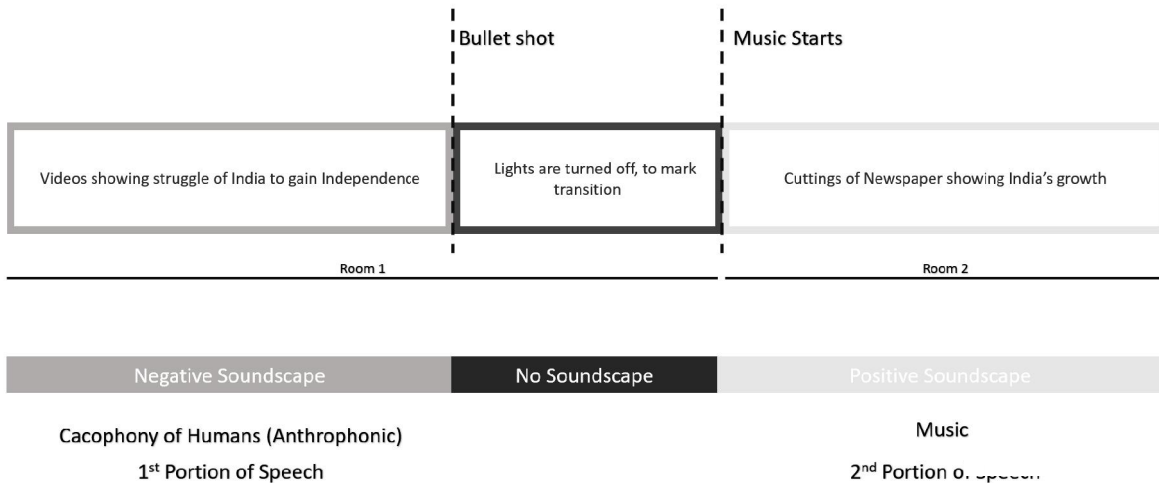 Bullet shot
Music Starts
Videos showing struggle of India to gain Independence
Lights are turned off, to mark
transition
Cuttings of Newspaper showing India's growth
Room 1
Room 2
Negative Soundscape
No Soundscape
Positive Soundscape
Cacophony of Humans (Anthrophonic)
1st Portion of Speech
Music
2nd Portion of